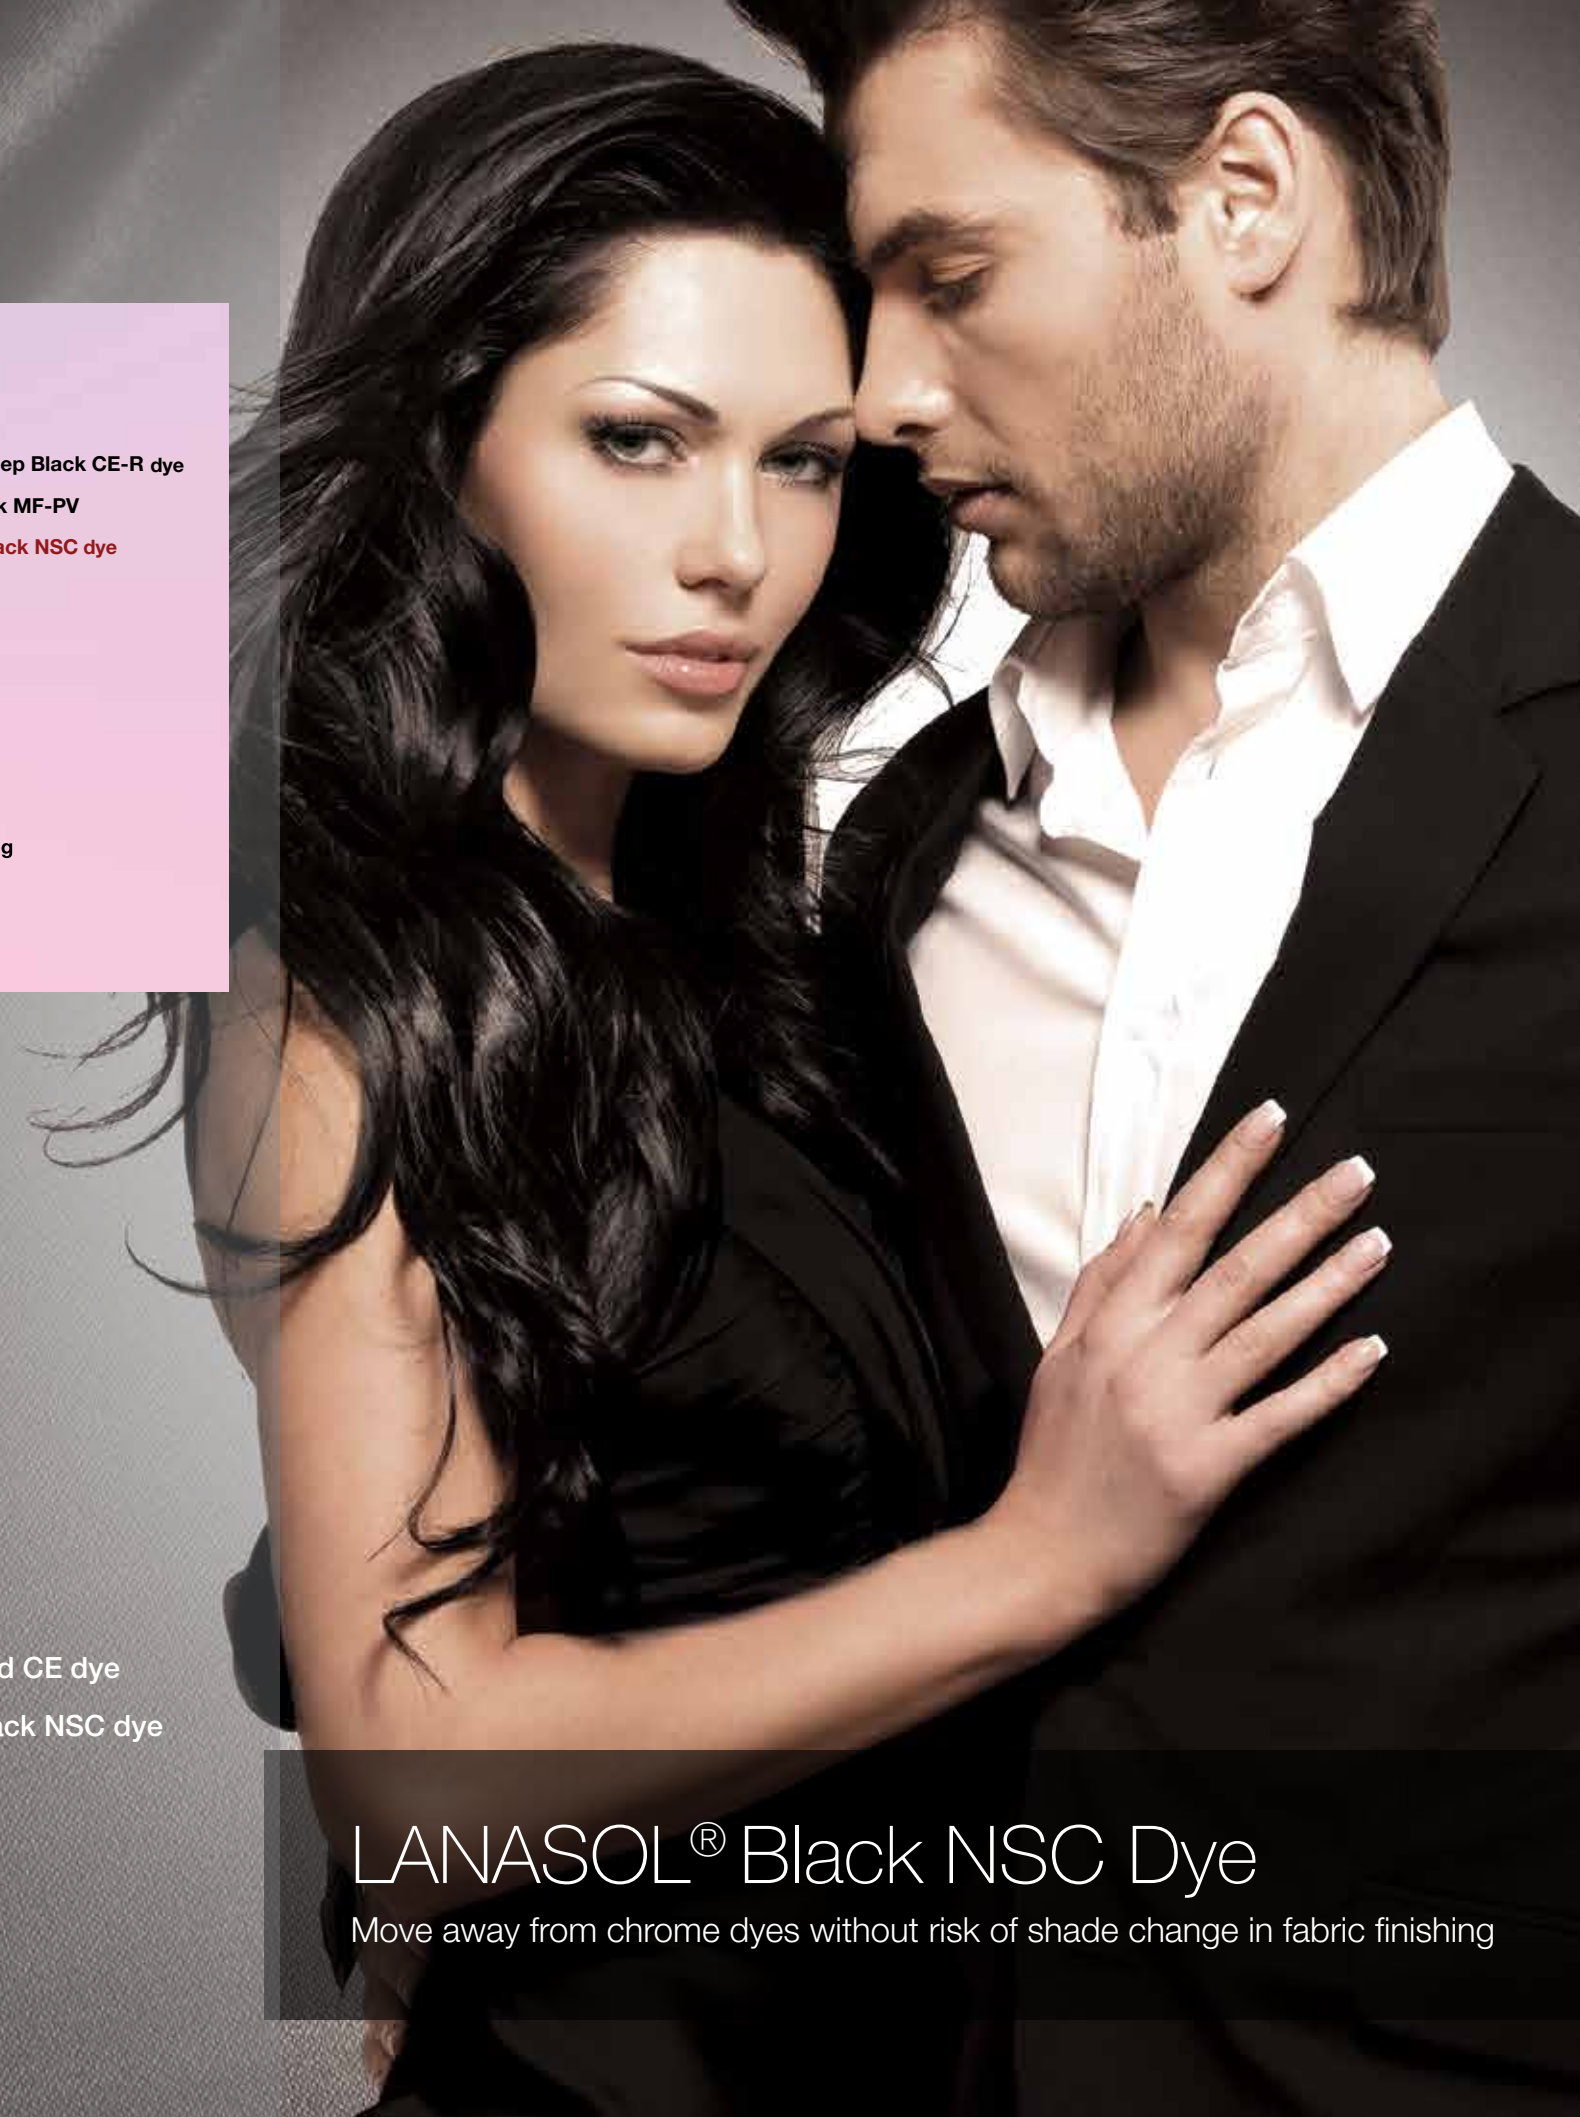 ep Black CE-R dye
k MF-PV
ack NSC dye
g
d CE dye
ack NSC dye
LANASOL® Black NSC Dye
Move away from chrome dyes without risk of shade change in fabric finishing